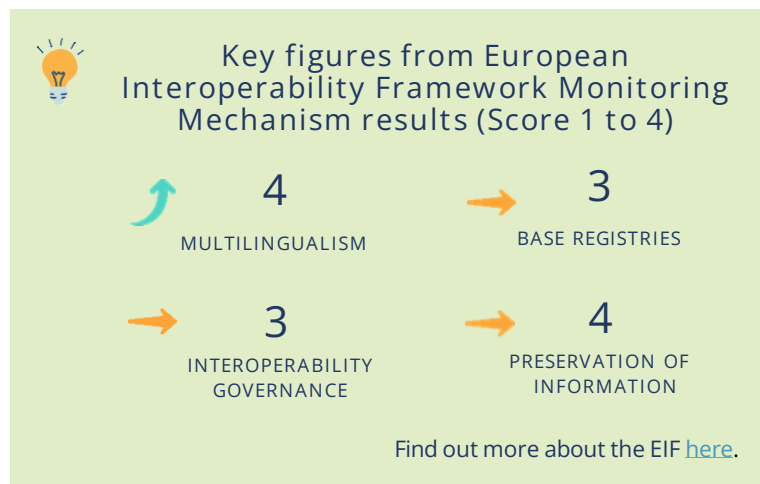 Key figures from European
Interoperability Framework Monitoring
Mechanism results (Score 1 to 4)
4
MULTILINGUALISM
3
BASE REGISTRIES
3
INTEROPERABILITY
GOVERNANCE
4
PRESERVATION OF
INFORMATION
Find out more about the EIF here.